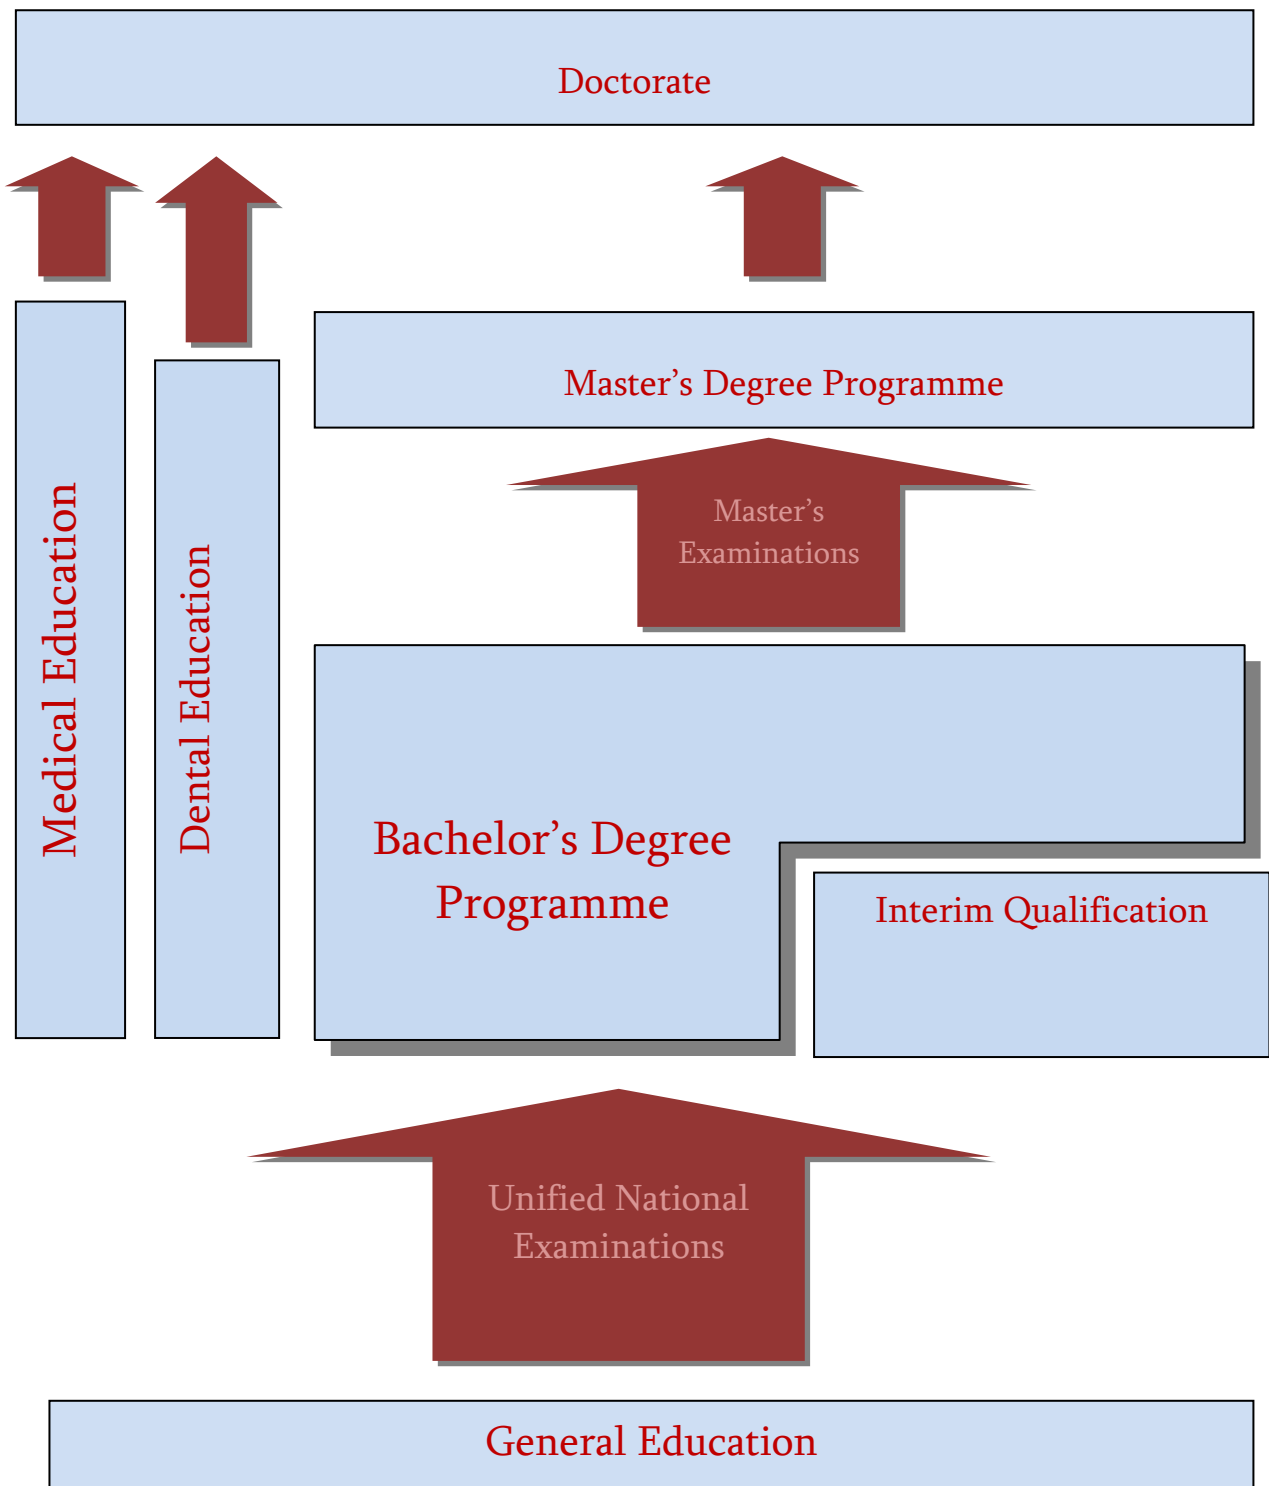 Doctorate
Master’s Degree Programme
Master’s
Examinations
Medical Education
Dental Education
Bachelor’s Degree
Programme
Interim Qualification
Unified National
Examinations
General Education